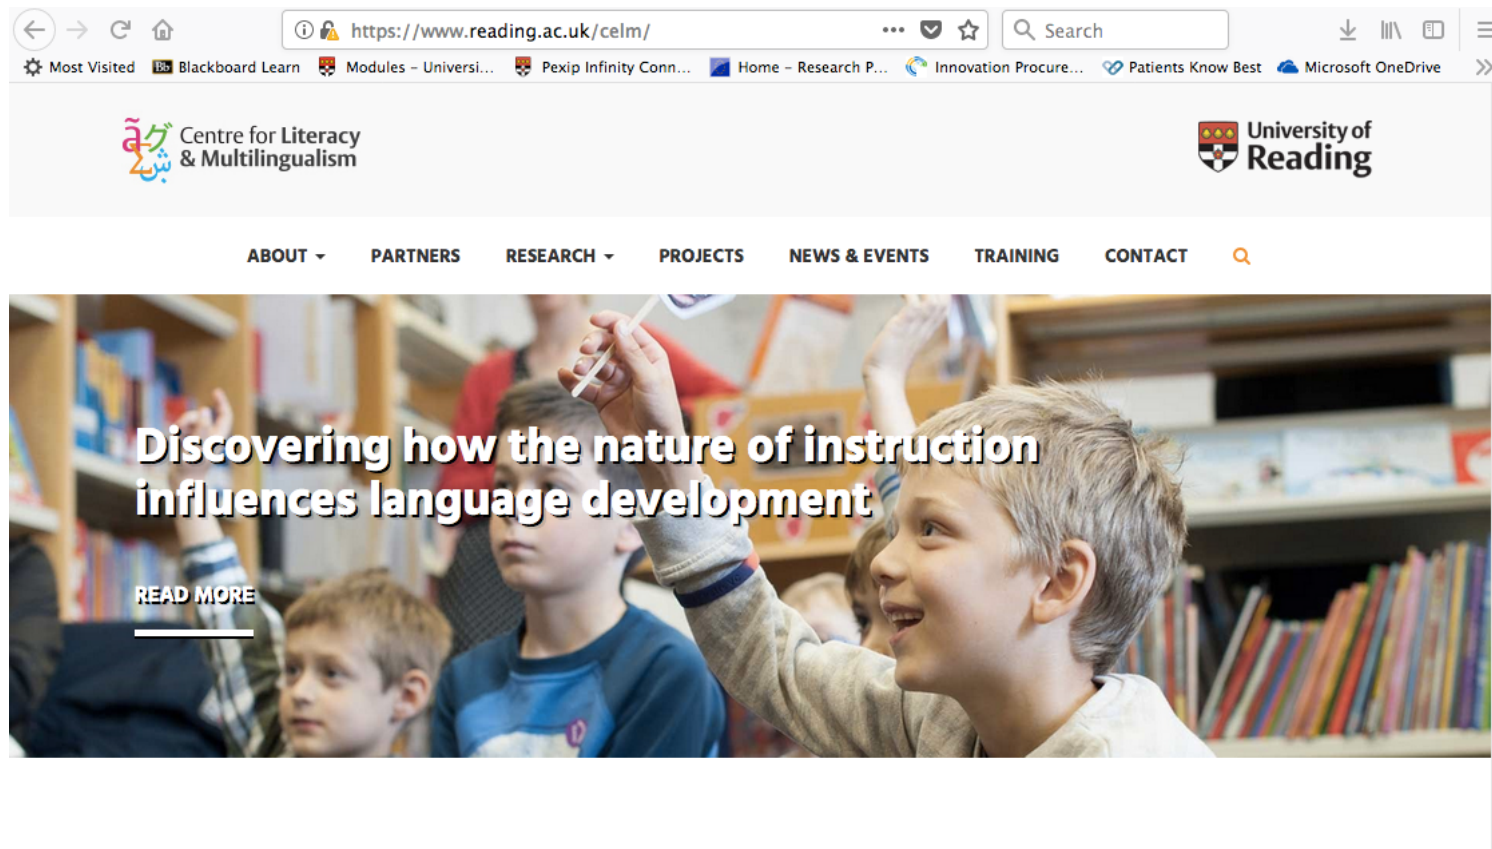 https://www.reading.ac.uk/celm/
Search
Most Visited
Bb Blackboard Learn
Modules – Universi...
Pexip Infinity Conn...
Home – Research P...
Innovation Procure...
Patients Know Best
Microsoft OneDrive
Centre for Literacy
& Multilingualism
University of
Reading
ABOUT
PARTNERS
RESEARCH
PROJECTS
NEWS & EVENTS
TRAINING
CONTACT
Discovering how the nature of instruction
influences language development
READ MORE